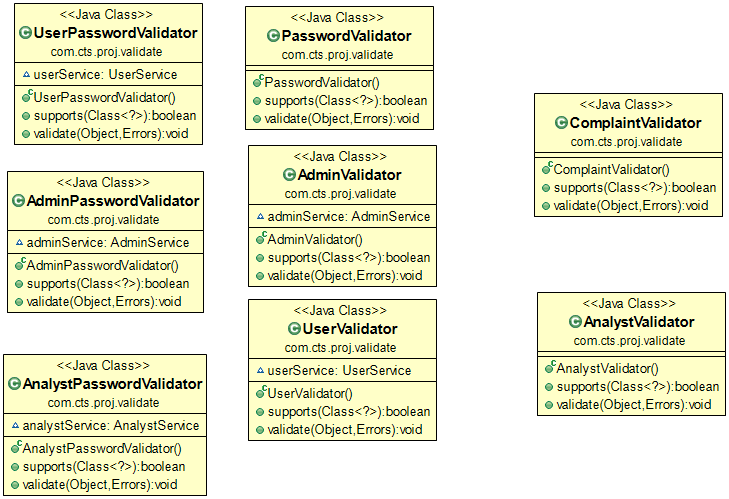 <<Java Class>>
UserPasswordValidator
com.cts.proj.validate
userService: UserService
UserPasswordValidator()
supports(Class<?>):boolean
validate(Object,Errors):void
<<Java Class>>
PasswordValidator
com.cts.proj.validate
PasswordValidator()
supports(Class<?>):boolean
validate(Object,Errors):void
<<Java Class>>
ComplaintValidator
com.cts.proj.validate
ComplaintValidator()
supports(Class<?>):boolean
validate(Object,Errors):void
<<Java Class>>
AdminPasswordValidator
com.cts.proj.validate
adminService: AdminService
AdminPasswordValidator()
supports(Class<?>):boolean
validate(Object,Errors):void
<<Java Class>>
AdminValidator
com.cts.proj.validate
adminService: AdminService
AdminValidator()
supports(Class<?>):boolean
validate(Object,Errors):void
<<Java Class>>
UserValidator
com.cts.proj.validate
userService: UserService
UserValidator()
supports(Class<?>):boolean
validate(Object,Errors):void
<<Java Class>>
AnalystValidator
com.cts.proj.validate
AnalystValidator()
supports(Class<?>):boolean
validate(Object,Errors):void
<<Java Class>>
AnalystPasswordValidator
com.cts.proj.validate
analystService: AnalystService
AnalystPasswordValidator()
supports(Class<?>):boolean
validate(Object,Errors):void